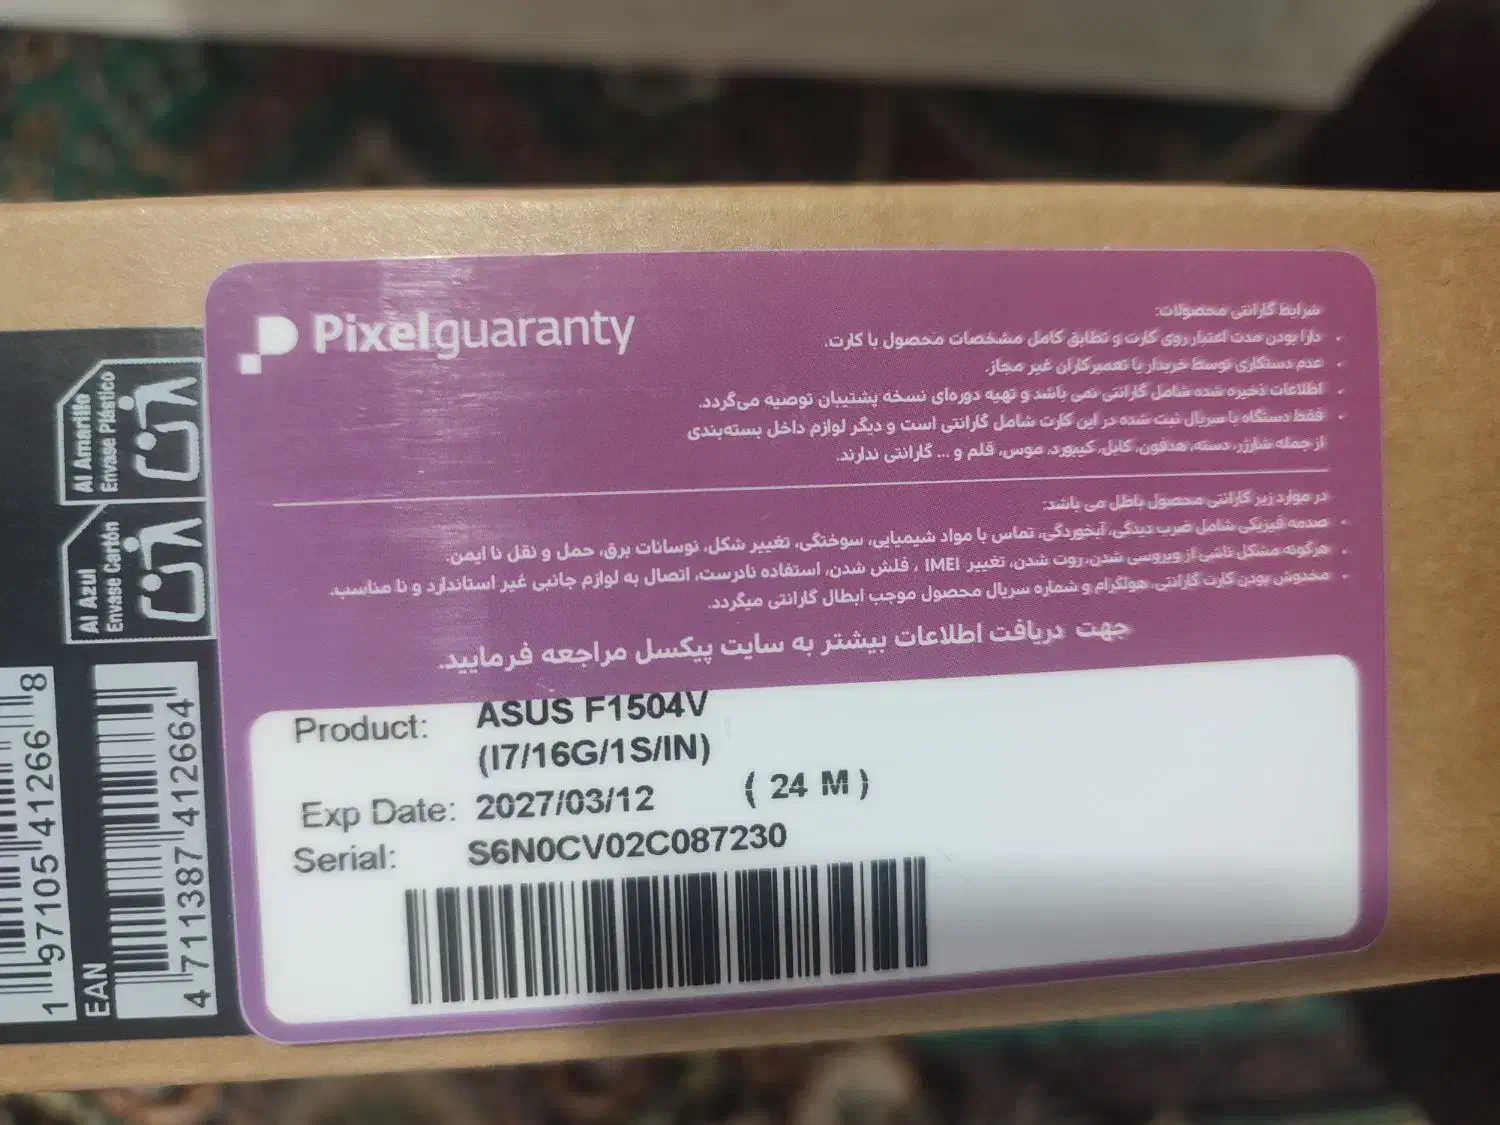 Pixelguaranty
شرایط گارانتی محصولات:
• دارا بودن مدت اعتبار روی کارت و تطابق کامل مشخصات محصول با کارت.
• عدم دستکاری توسط خریدار یا تعمیرکاران غیر مجاز.
• اطلاعات ذخیره شده شامل گارانتی نمی باشد و تهیه دوره‌ای نسخه پشتیبان توصیه می‌گردد.
• فقط دستگاه با سریال ثبت شده در این کارت شامل گارانتی است و دیگر لوازم داخل بسته‌بندی
از جمله شارژر، دسته، هدفون، کابل، کیبورد، موس، قلم و ... گارانتی ندارند.
در موارد زیر گارانتی محصول باطل می باشد:
• صدمه فیزیکی شامل ضرب دیدگی، آبخوردگی، تماس با مواد شیمیایی، سوختگی، تغییر شکل، نوسانات برق، حمل و نقل نا ایمن.
• هرگونه مشکل ناشی از ویروسی شدن، روت شدن، تغییر IMEI ، فلش شدن، استفاده نادرست، اتصال به لوازم جانبی غیر استاندارد و نا مناسب.
• مخدوش بودن کارت گارانتی، هولگرام و شماره سریال محصول موجب ابطال گارانتی میگردد.
جهت دریافت اطلاعات بیشتر به سایت پیکسل مراجعه فرمایید.
Product: ASUS F1504V
(I7/16G/1S/IN)
Exp Date: 2027/03/12 ( 24 M )
Serial: S6N0CV02C087230
Al Amarillo
Envase Plástico
Al Azul
Envase Cartón
1 97105 41266 8
EAN
4 711387 412664